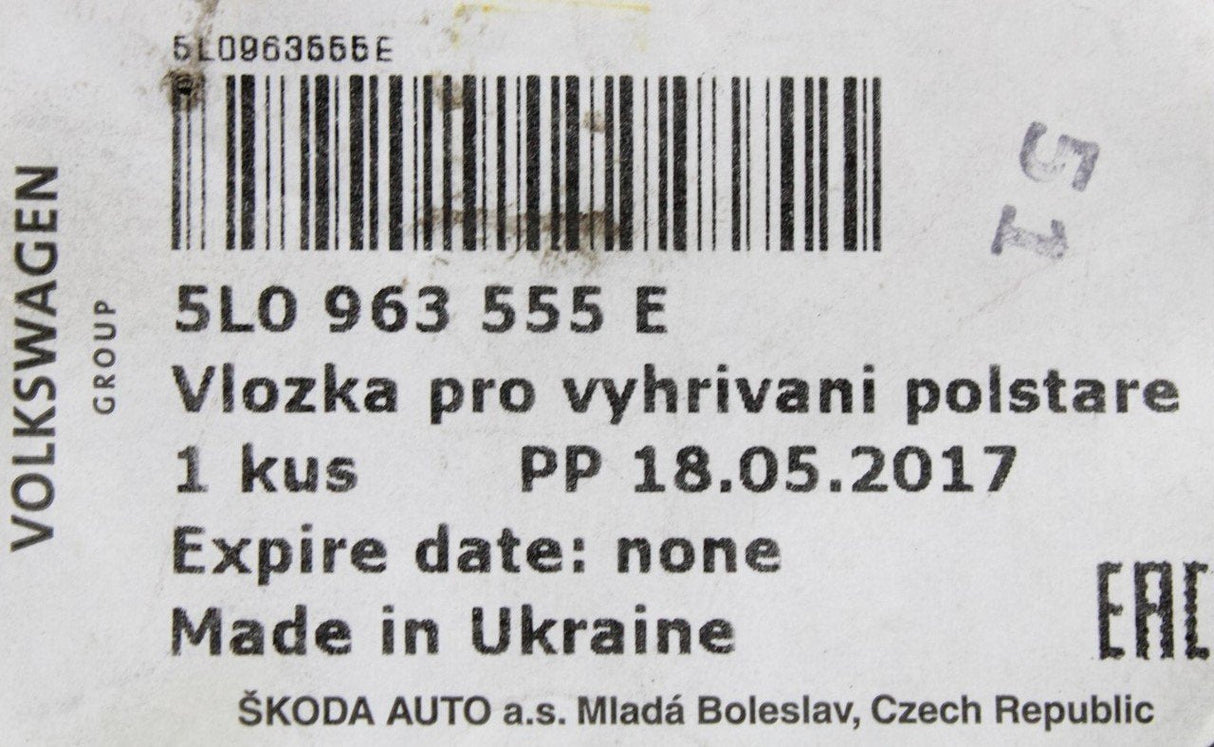 5L0963555E
51
5L0 963 555 E
Vlozka pro vyhrivani polstare
1 kus PP 18.05.2017
Expire date: none
Made in Ukraine
EAC
ŠKODA AUTO a.s. Mladá Boleslav, Czech Republic
VOLKSWAGEN
GROUP